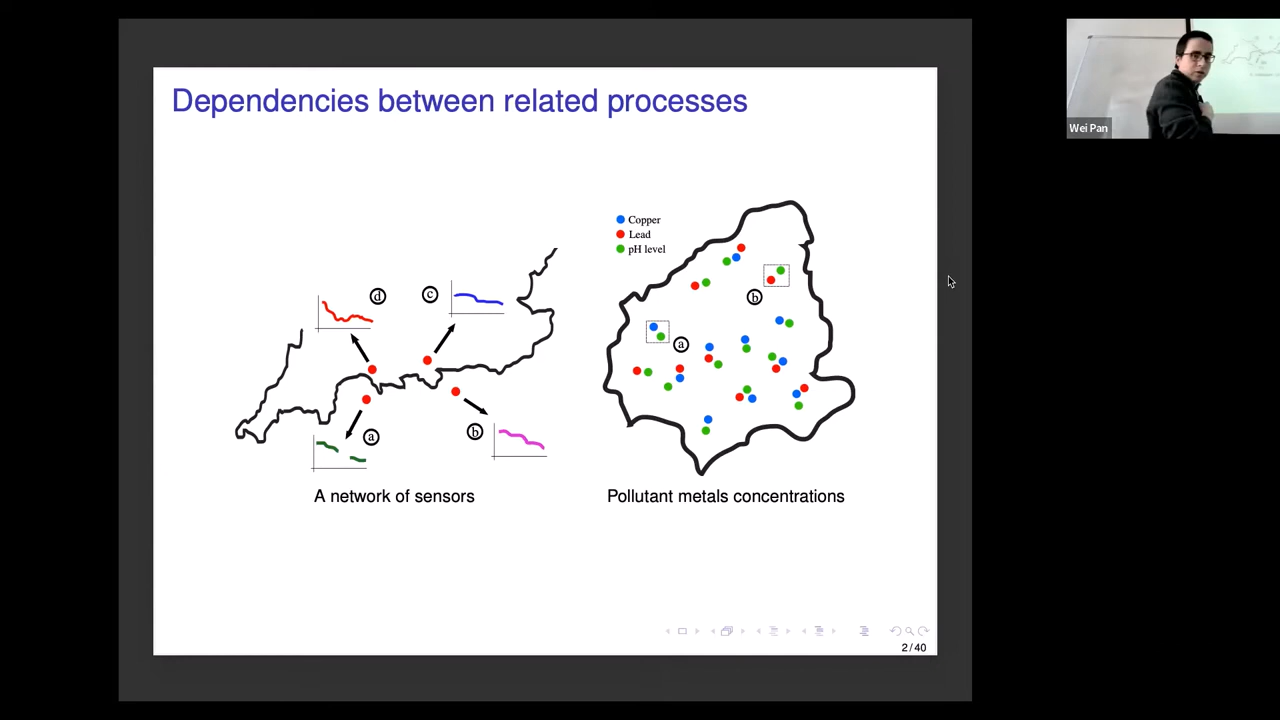 Dependencies between related processes
Copper
Lead
pH level
d
c
b
a
a
b
A network of sensors
Pollutant metals concentrations
2 / 40
Wei Pan